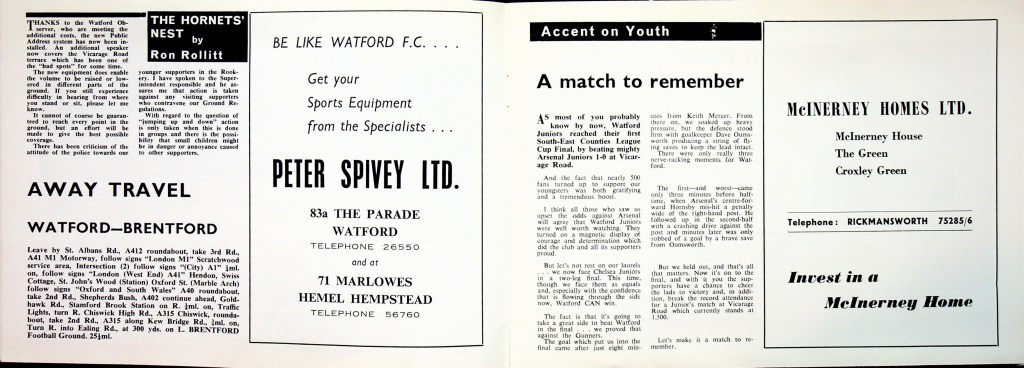 THANKS to the Watford Ob-
server, who are meeting the
additional costs, the new Public
Address system has now been in-
stalled. An additional speaker
now covers the Vicarage Road
terrace which has been one of
the "bad spots" for some time.
The new equipment does enable
the volume to be raised or low-
ered in different parts of the
ground. If you still experience
difficulty in hearing from where
you stand or sit, please let me
know.
It cannot of course be guaran-
teed to reach every point in the
ground, but an effort will be
made to give the best possible
coverage.
There has been criticism of the
attitude of the police towards our
THE HORNETS'
NEST by
Ron Rollitt
younger supporters in the Rook-
ery. I have spoken to the Super-
intendent responsible and he as-
sures me that action is taken
against any visiting supporters
who contravene our Ground Re-
gulations.
With regard to the question of
"jumping up and down" action
is only taken when this is done
in groups and there is the possi-
bility that small children might
be in danger or annoyance caused
to other supporters.
AWAY TRAVEL
WATFORD—BRENTFORD
Leave by St. Albans Rd., A412 roundabout, take 3rd Rd.,
A41 M1 Motorway, follow signs "London M1" Scratchwood
service area, Intersection (2) follow signs "(City) A1" ½ml.
on, follow signs "London (West End) A41" Hendon, Swiss
Cottage, St. John's Wood (Station) Oxford St. (Marble Arch)
follow signs "Oxford and South Wales" A40 roundabout,
take 2nd Rd., Shepherds Bush, A402 continue ahead, Gold-
hawk Rd., Stamford Brook Station on R. ½ml. on, Traffic
Lights, turn R. Chiswick High Rd., A315 Chiswick, rounda-
bout, take 2nd Rd., A315 along Kew Bridge Rd., ½ml. on,
Turn R. into Ealing Rd., at 300 yds. on L. BRENTFORD
Football Ground. 25½ml.
BE LIKE WATFORD F.C. . . . .
Get your
Sports Equipment
from the Specialists . . .
PETER SPIVEY LTD.
83a THE PARADE
WATFORD
TELEPHONE 26550
and at
71 MARLOWES
HEMEL HEMPSTEAD
TELEPHONE 56760
Accent on Youth
A match to remember
AS most of you probably
know by now, Watford
Juniors reached their first
South-East Counties League
Cup Final, by beating mighty
Arsenal Juniors 1-0 at Vicar-
age Road.
And the fact that nearly 500
fans turned up to support our
youngsters was both gratifying
and a tremendous boost.
I think all those who saw us
upset the odds against Arsenal
will agree that Watford Juniors
were well worth watching. They
turned on a magnetic display of
courage and determination which
did the club and all its supporters
proud.
But let's not rest on our laurels
. . . we now face Chelsea Juniors
in a two-leg final. This time,
though we face them as equals
and, especially with the confidence
that is flowing through the side
now, Watford CAN win.
The fact is that it's going to
take a great side to beat Watford
in the final . . . we proved that
against the Gunners.
The goal which put us into the
final came after just eight min-
utes from Keith Mercer. From
there on, we soaked up heavy
pressure, but the defence stood
firm with goalkeeper Dave Oums-
worth producing a string of fly-
ing saves to keep the lead intact.
There were only really three
nerve-racking moments for Wat-
ford.
The first—and worst—came
only three minutes before half-
time, when Arsenal's centre-for-
ward Hornsby mis-hit a penalty
wide of the right-hand post. He
followed up in the second-half
with a crashing drive against the
post and minutes later was only
robbed of a goal by a brave save
from Oumsworth.
But we held out, and that's all
that matters. Now it's on to the
final, and with it you the sup-
porters have a chance to cheer
the lads to victory and, in addi-
tion, break the record attendance
for a Junior's match at Vicarage
Road which currently stands at
1,500.
Let's make it a match to re-
member.
McINERNEY HOMES LTD.
McInerney House
The Green
Croxley Green
Telephone: RICKMANSWORTH 75285/6
Invest in a
McInerney Home